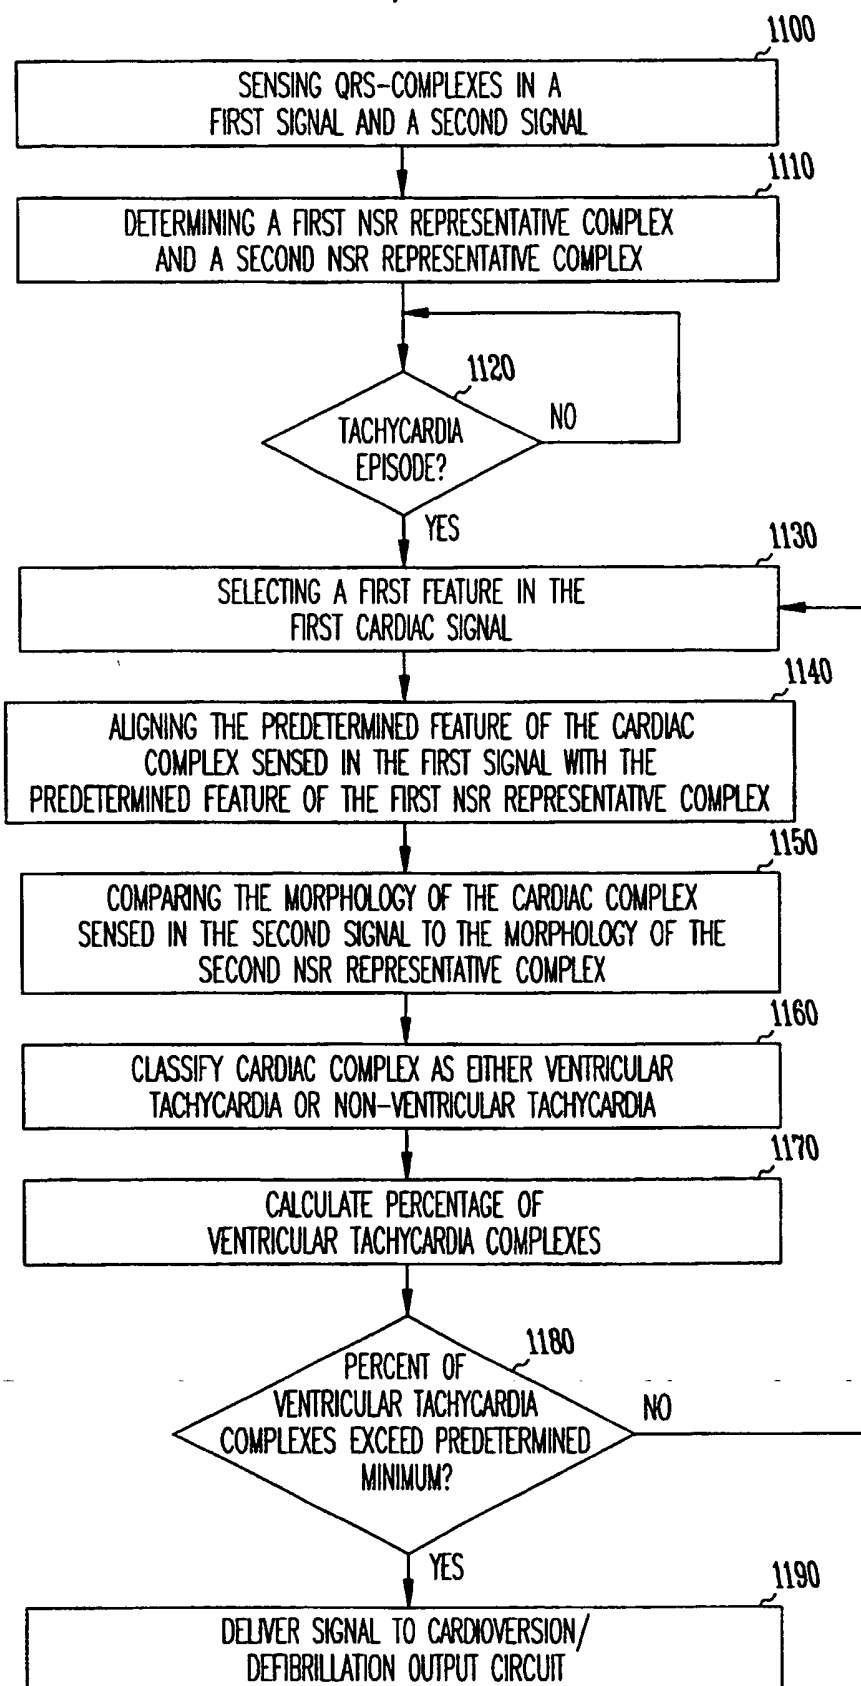 1100
SENSING QRS-COMPLEXES IN A
FIRST SIGNAL AND A SECOND SIGNAL
1110
DETERMINING A FIRST NSR REPRESENTATIVE COMPLEX
AND A SECOND NSR REPRESENTATIVE COMPLEX
1120
TACHYCARDIA
EPISODE?
NO
YES
1130
SELECTING A FIRST FEATURE IN THE
FIRST CARDIAC SIGNAL
1140
ALIGNING THE PREDETERMINED FEATURE OF THE CARDIAC
COMPLEX SENSED IN THE FIRST SIGNAL WITH THE
PREDETERMINED FEATURE OF THE FIRST NSR REPRESENTATIVE COMPLEX
1150
COMPARING THE MORPHOLOGY OF THE CARDIAC COMPLEX
SENSED IN THE SECOND SIGNAL TO THE MORPHOLOGY OF THE
SECOND NSR REPRESENTATIVE COMPLEX
1160
CLASSIFY CARDIAC COMPLEX AS EITHER VENTRICULAR
TACHYCARDIA OR NON-VENTRICULAR TACHYCARDIA
1170
CALCULATE PERCENTAGE OF
VENTRICULAR TACHYCARDIA COMPLEXES
1180
PERCENT OF
VENTRICULAR TACHYCARDIA
COMPLEXES EXCEED PREDETERMINED
MINIMUM?
NO
YES
1190
DELIVER SIGNAL TO CARDIOVERSION/
DEFIBRILLATION OUTPUT CIRCUIT